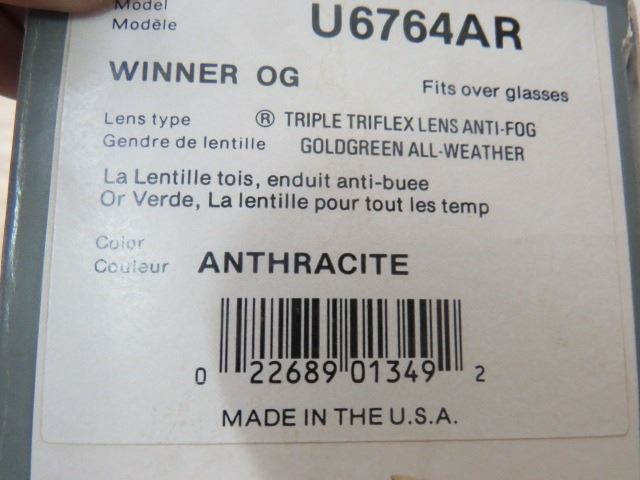 Model
Modèle U6764AR
WINNER OG Fits over glasses
Lens type ® TRIPLE TRIFLEX LENS ANTI-FOG
Gendre de lentille GOLDGREEN ALL-WEATHER
La Lentille tois, enduit anti-buee
Or Verde, La lentille pour tout les temp
Color
Couleur ANTHRACITE
0 22689 01349 2
MADE IN THE U.S.A.